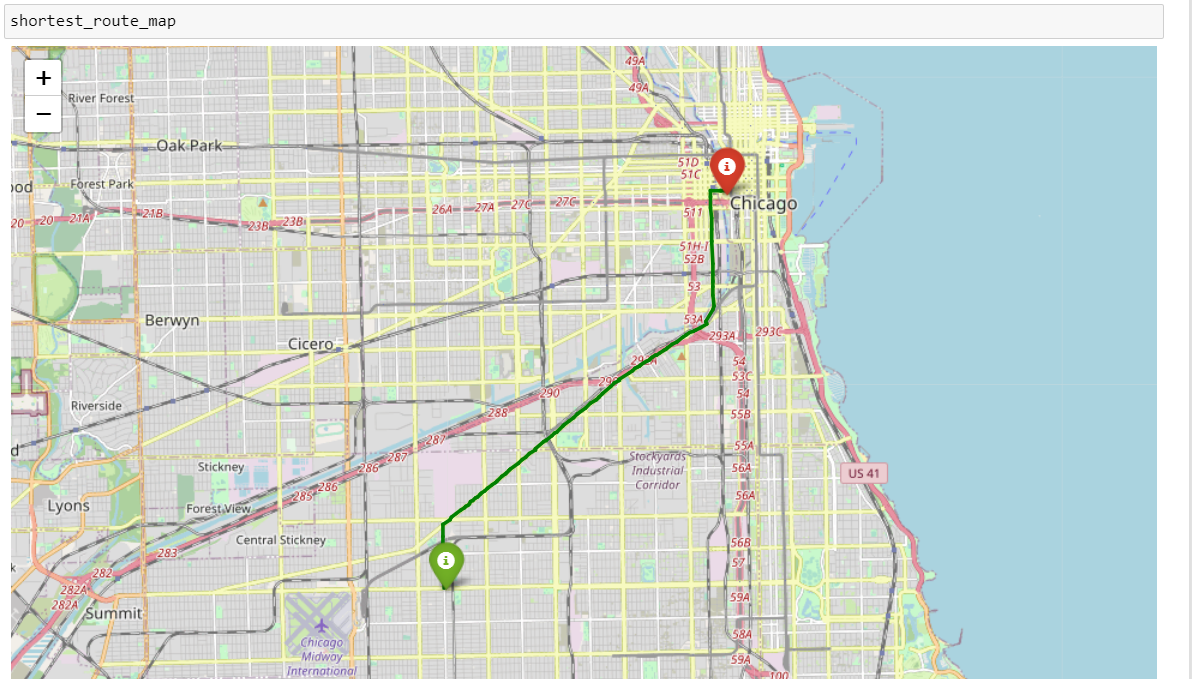 shortest_route_map
+
−
49A
49A
River Forest
Oak Park
Forest Park
51D
51C
i
Chicago
20
20
21A
21B
23B
23B
26A
27A
27C
27C
511
51H-I
52B
53
53A
Berwyn
Cicero
293A
293C
54
53C
54
290
Riverside
288
55B
287
55A
Stickney
287
286
Stockyards
Industrial
Corridor
56A
US 41
Lyons
286
285
56A
Forest View
Central Stickney
283
56B
57
i
282
282A
282A
Summit
59A
58A
59A
Chicago
Midway
International
100